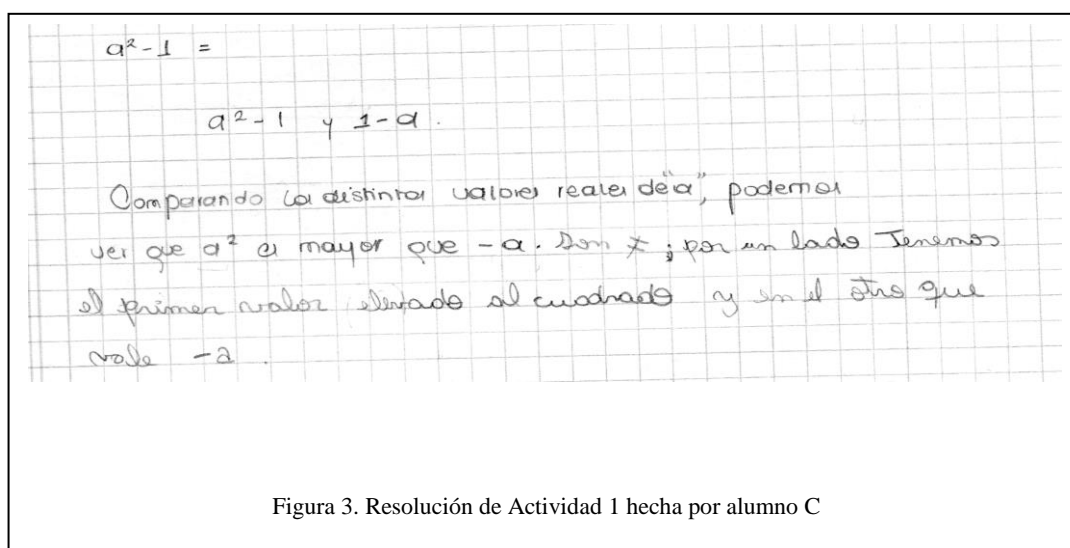 a² - 1 =
a² - 1 y 1 - a.
Comparando los distintos valores reales de "a", podemos
ver que a² es mayor que -a. Son ≠; por un lado Tenemos
el primer valor elevado al cuadrado y en el otro que
vale -a.
Figura 3. Resolución de Actividad 1 hecha por alumno C